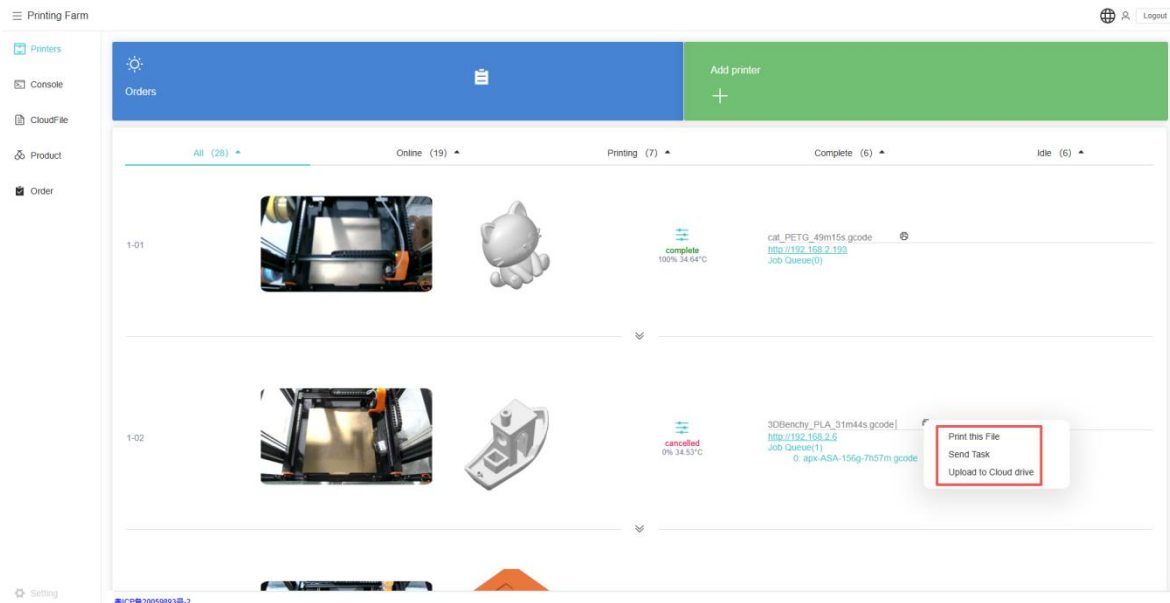 Printing Farm
Logout
Printers
Console
CloudFile
Product
Order
Setting
Orders
Add printer
All (28)
Online (19)
Printing (7)
Complete (6)
Idle (6)
1-01
complete
100% 34.64°C
cat_PETG_49m15s.gcode
http://192.168.2.193
Job Queue(0)
1-02
cancelled
0% 34.53°C
3DBenchy_PLA_31m44s.gcode
http://192.168.2.6
Job Queue(1)
0: apx-ASA-156g-7h57m.gcode
Print this File
Send Task
Upload to Cloud drive